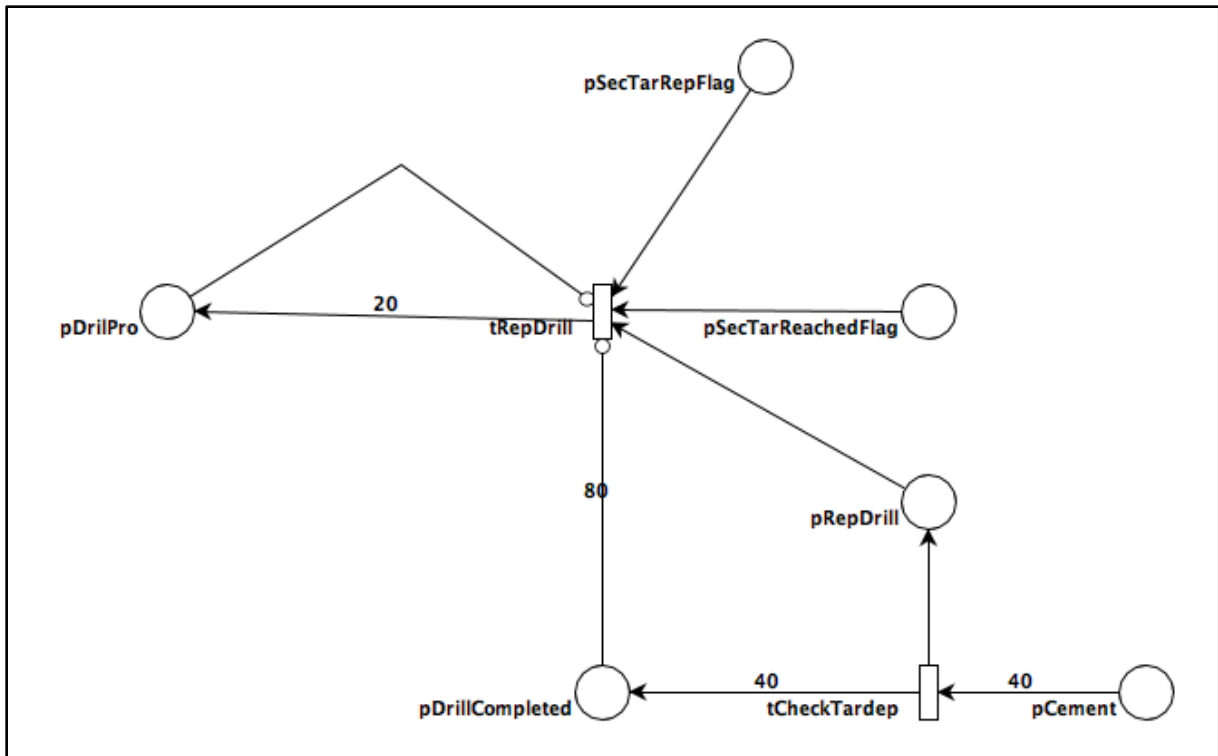 pSecTarRepFlag
20
pDrilPro
tRepDrill
pSecTarReachedFlag
80
pRepDrill
40
40
pDrillCompleted
tCheckTardep
pCement